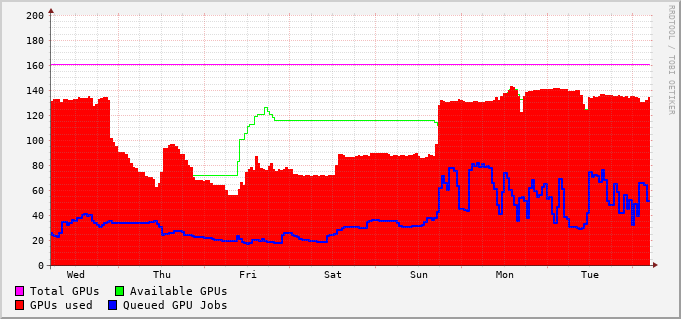 200
180
160
140
120
100
80
60
40
20
0
Wed Thu Fri Sat Sun Mon Tue
Total GPUs Available GPUs
GPUs used Queued GPU Jobs
RRDTOOL / TOBI OETIKER